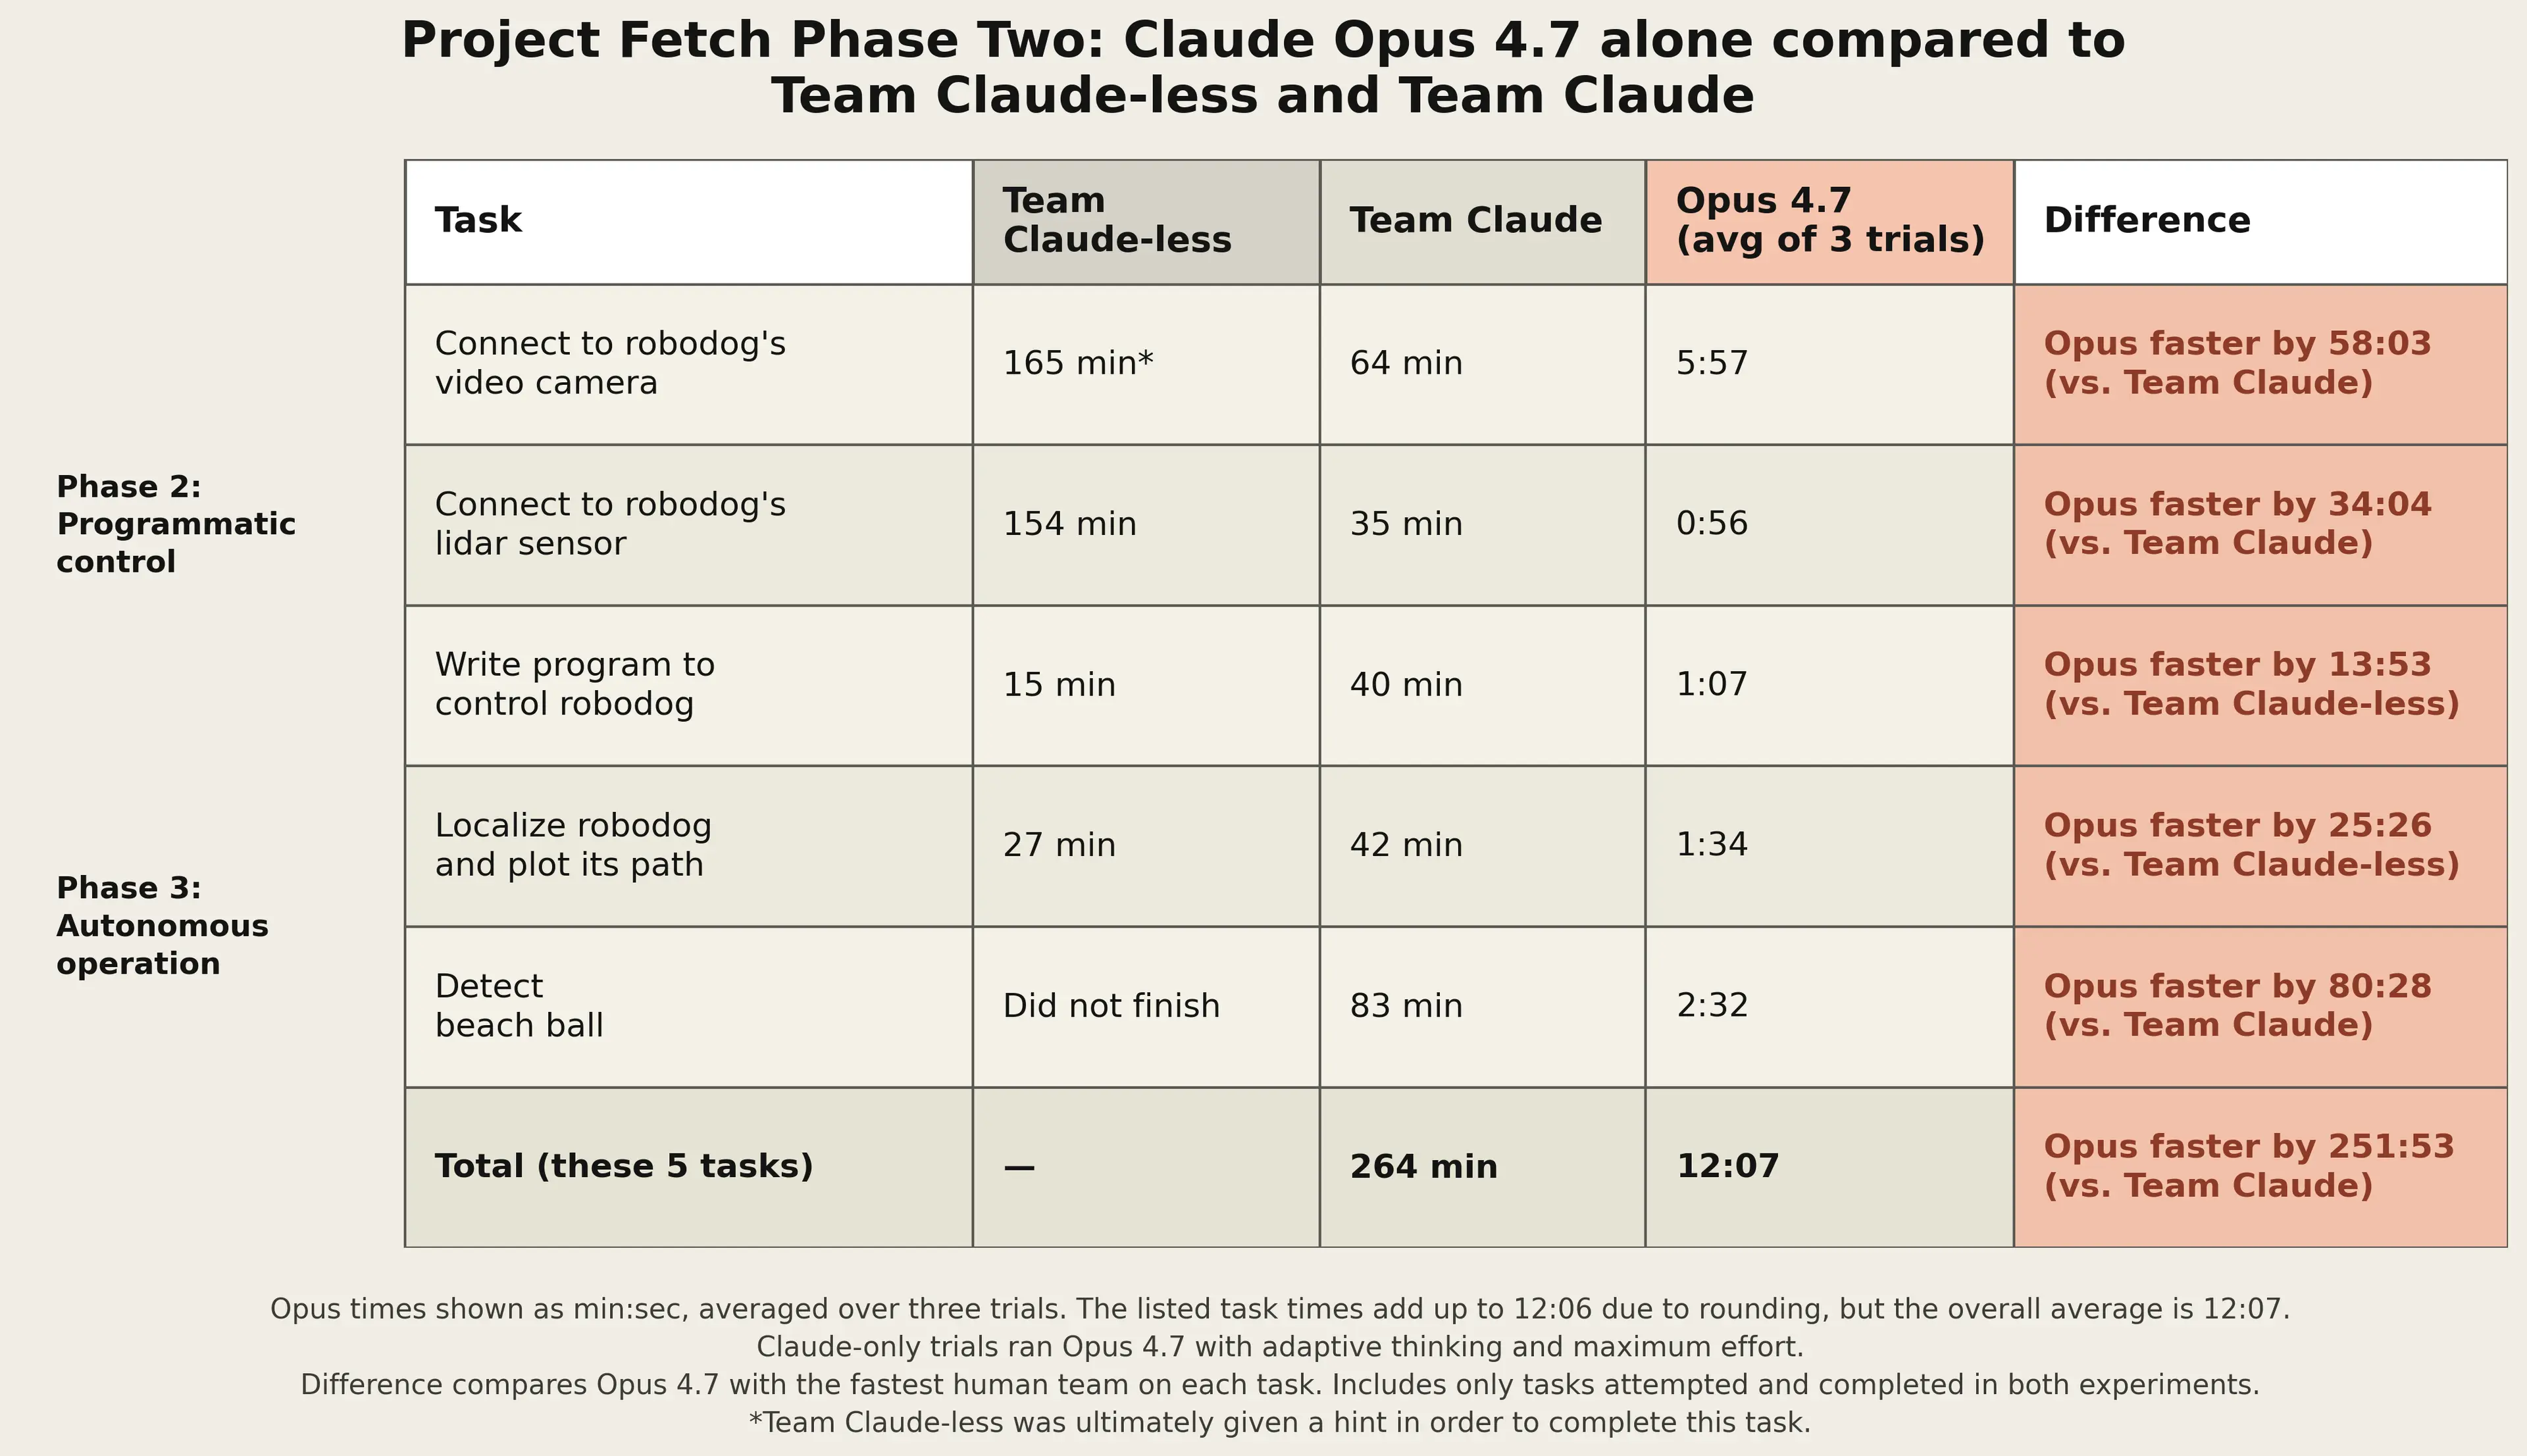 Project Fetch Phase Two: Claude Opus 4.7 alone compared to
Team Claude-less and Team Claude
Task
Team
Claude-less
Team Claude
Opus 4.7
(avg of 3 trials)
Difference
Phase 2:
Programmatic
control
Connect to robodog's
video camera
165 min*
64 min
5:57
Opus faster by 58:03
(vs. Team Claude)
Connect to robodog's
lidar sensor
154 min
35 min
0:56
Opus faster by 34:04
(vs. Team Claude)
Write program to
control robodog
15 min
40 min
1:07
Opus faster by 13:53
(vs. Team Claude-less)
Phase 3:
Autonomous
operation
Localize robodog
and plot its path
27 min
42 min
1:34
Opus faster by 25:26
(vs. Team Claude-less)
Detect
beach ball
Did not finish
83 min
2:32
Opus faster by 80:28
(vs. Team Claude)
Total (these 5 tasks)
—
264 min
12:07
Opus faster by 251:53
(vs. Team Claude)
Opus times shown as min:sec, averaged over three trials. The listed task times add up to 12:06 due to rounding, but the overall average is 12:07.
Claude-only trials ran Opus 4.7 with adaptive thinking and maximum effort.
Difference compares Opus 4.7 with the fastest human team on each task. Includes only tasks attempted and completed in both experiments.
*Team Claude-less was ultimately given a hint in order to complete this task.